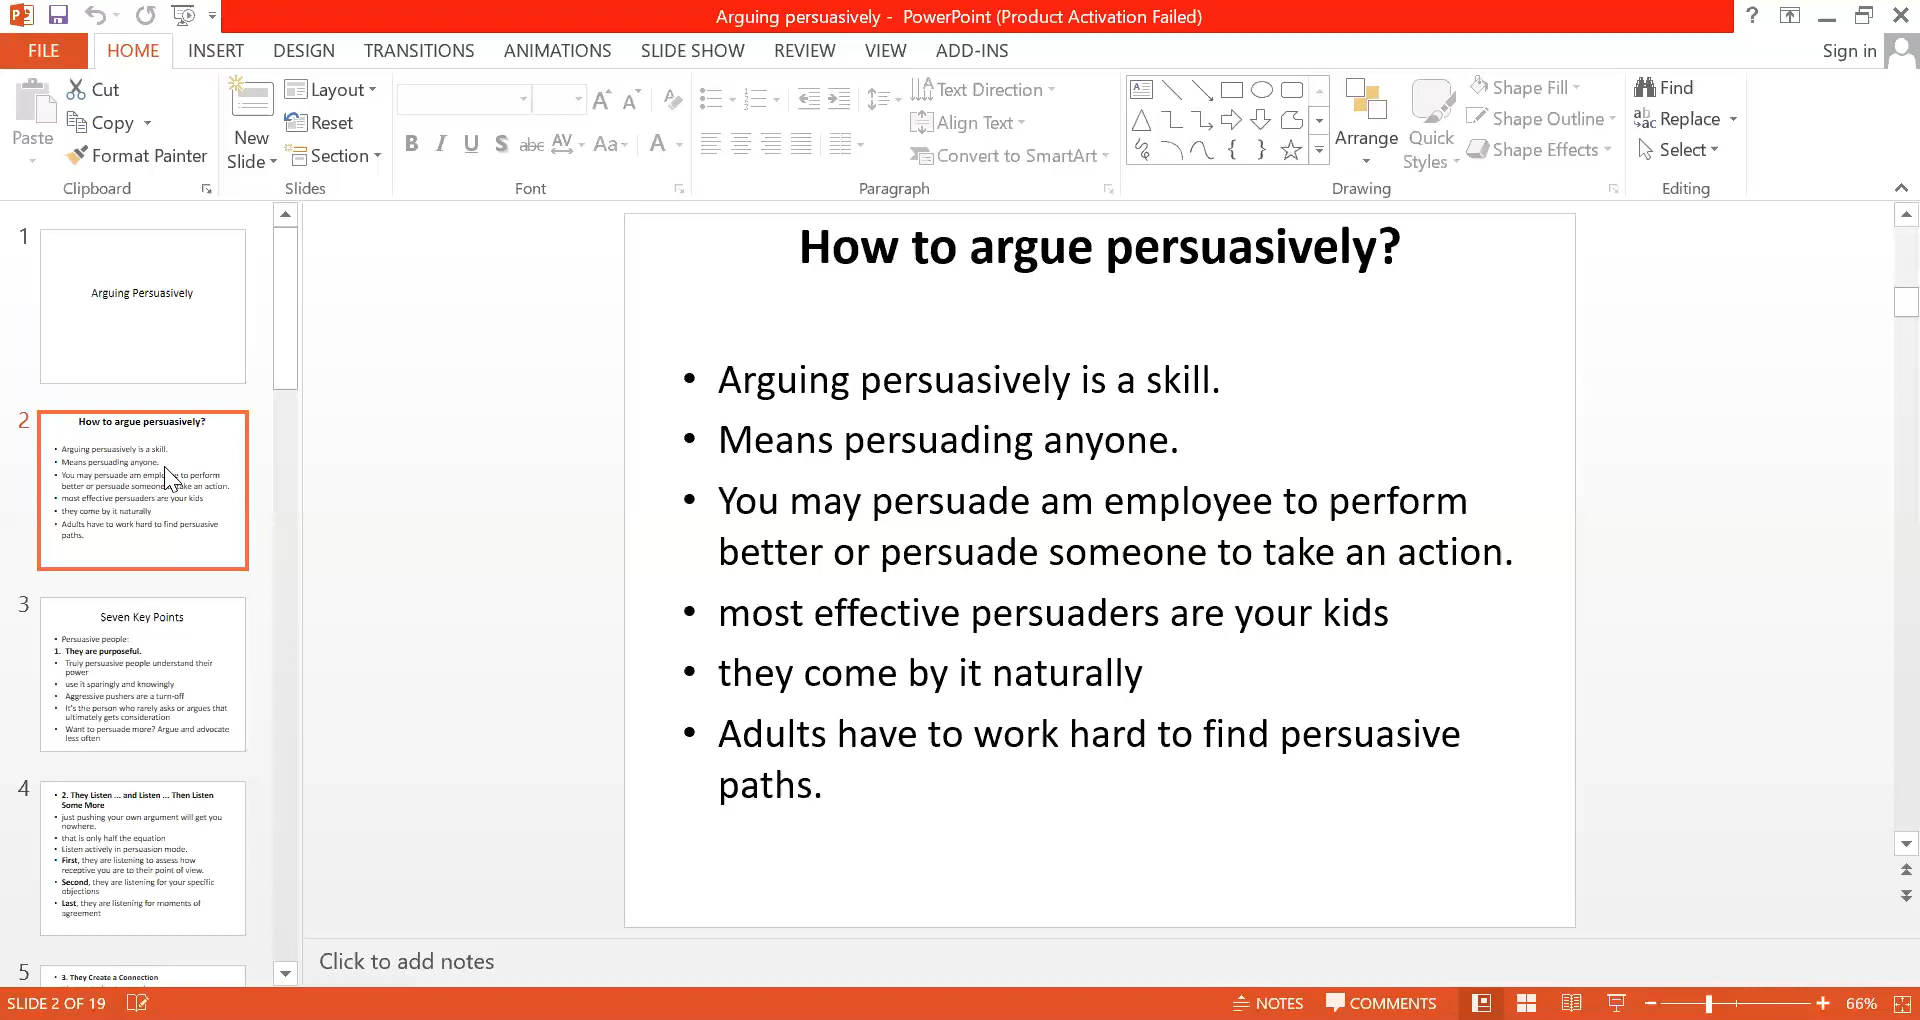 Arguing persuasively - PowerPoint (Product Activation Failed)
FILE HOME INSERT DESIGN TRANSITIONS ANIMATIONS SLIDE SHOW REVIEW VIEW ADD-INS Sign in
Paste
Cut
Copy
Format Painter
Clipboard
New
Slide
Layout
Reset
Section
Slides
Font
Text Direction
Align Text
Convert to SmartArt
Paragraph
Arrange
Quick
Styles
Shape Fill
Shape Outline
Shape Effects
Drawing
Find
Replace
Select
Editing
1
Arguing Persuasively
2
How to argue persuasively?
• Arguing persuasively is a skill.
• Means persuading anyone.
• You may persuade am to perform
better or persuade someone an action.
• most effective persuaders are your kids
• they come by it naturally
• Adults have to work hard to find persuasive
paths.
3
Seven Key Points
• Persuasive people:
1. They are purposeful.
• Truly persuasive people understand their
power
• use it sparingly and knowingly
• Aggressive pushers are a turn-off
• It's the person who rarely asks or argues that
ultimately gets consideration
• Want to persuade more? Argue and advocate
less often
4
• 2. They Listen ... and Listen ... Then Listen
Some More
• just pushing your own argument will get you
nowhere.
• that is only half the equation
• Listen actively in persuasion mode.
• First, they are listening to assess how
receptive you are to their point of view.
• Second, they are listening for your specific
objections
• Last, they are listening for moments of
agreement
5
• 3. They Create a Connection
How to argue persuasively?
• Arguing persuasively is a skill.
• Means persuading anyone.
• You may persuade am employee to perform
better or persuade someone to take an action.
• most effective persuaders are your kids
• they come by it naturally
• Adults have to work hard to find persuasive
paths.
Click to add notes
SLIDE 2 OF 19 NOTES COMMENTS 66%